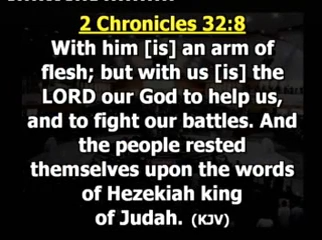 2 Chronicles 32:8
With him [is] an arm of
flesh; but with us [is] the
LORD our God to help us,
and to fight our battles. And
the people rested
themselves upon the words
of Hezekiah king
of Judah. (KJV)